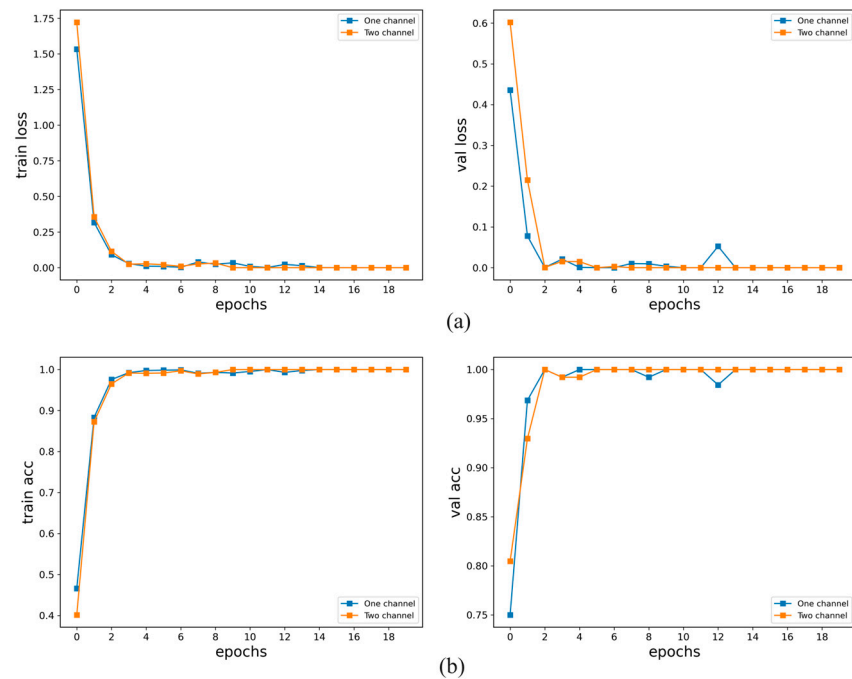 train loss
1.75
1.50
1.25
1.00
0.75
0.50
0.25
0.00
0 2 4 6 8 10 12 14 16 18
epochs
One channel
Two channel
val loss
0.6
0.5
0.4
0.3
0.2
0.1
0.0
0 2 4 6 8 10 12 14 16 18
epochs
One channel
Two channel
(a)
train acc
1.0
0.9
0.8
0.7
0.6
0.5
0.4
0 2 4 6 8 10 12 14 16 18
epochs
One channel
Two channel
val acc
1.00
0.95
0.90
0.85
0.80
0.75
0 2 4 6 8 10 12 14 16 18
epochs
One channel
Two channel
(b)